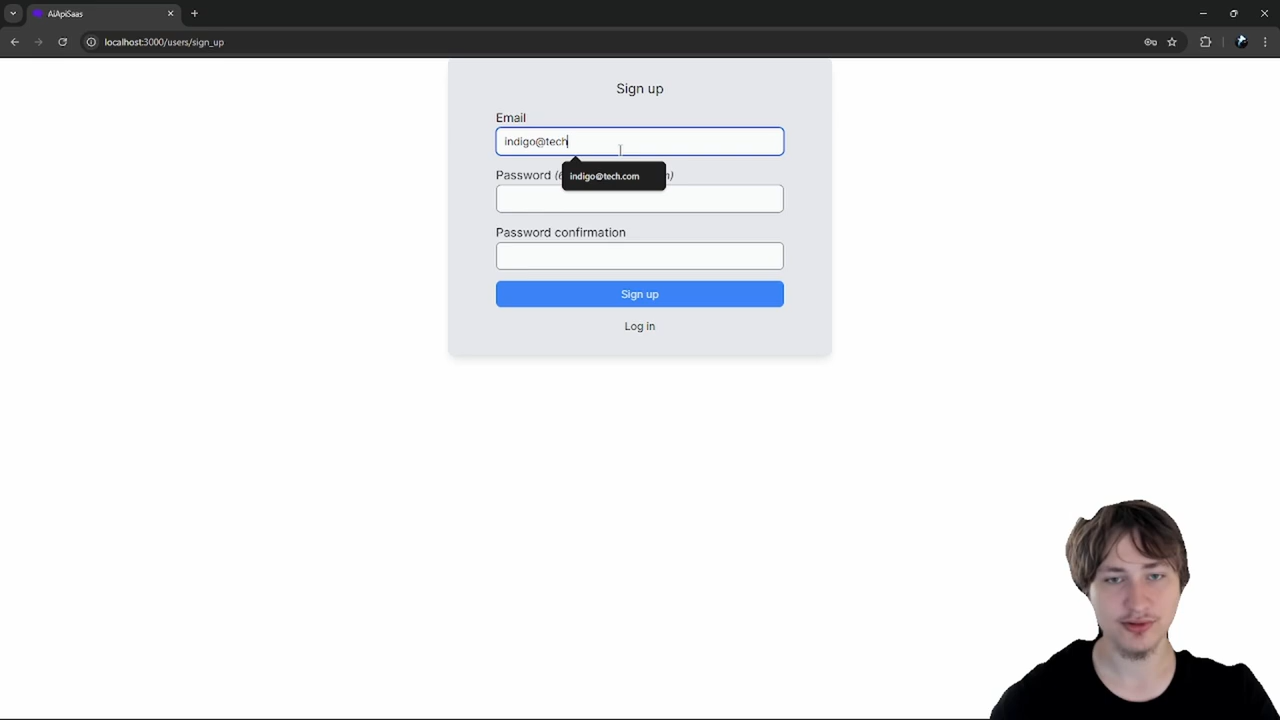 AiApiSaas
localhost:3000/users/sign_up
Sign up
Email
indigo@tech
indigo@tech.com
Password
Password confirmation
Sign up
Log in